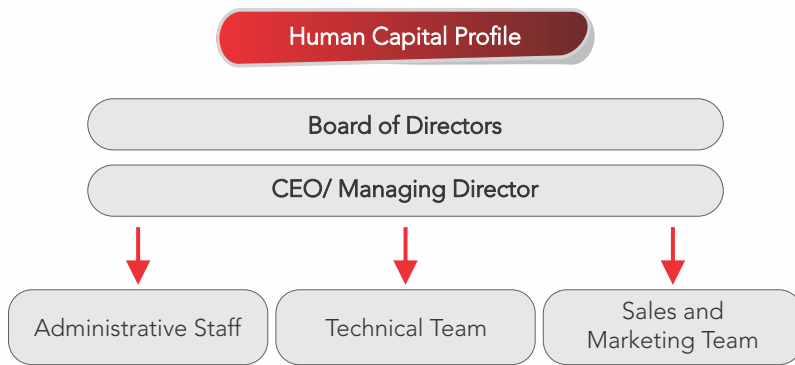 Human Capital Profile
Board of Directors
CEO/ Managing Director
Administrative Staff
Technical Team
Sales and
Marketing Team